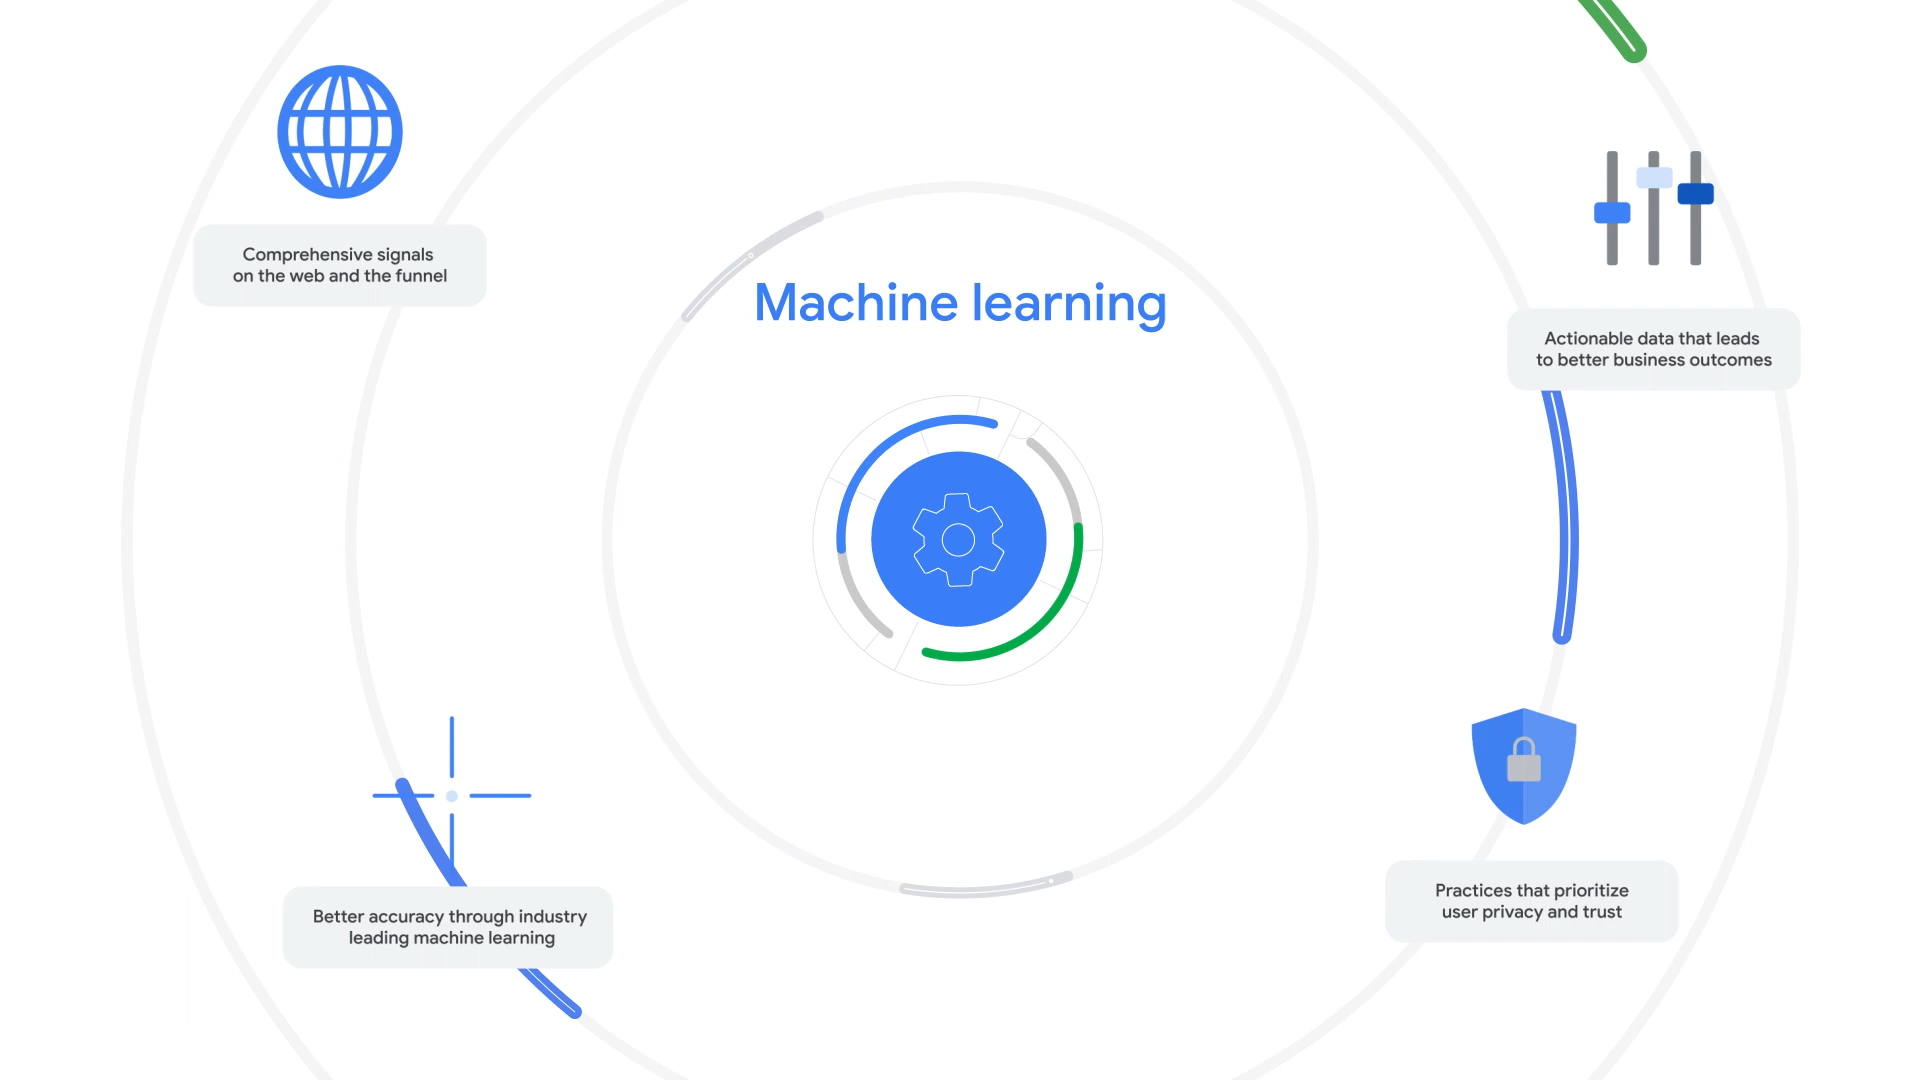 Comprehensive signals
on the web and the funnel
Machine learning
Actionable data that leads
to better business outcomes
Better accuracy through industry
leading machine learning
Practices that prioritize
user privacy and trust